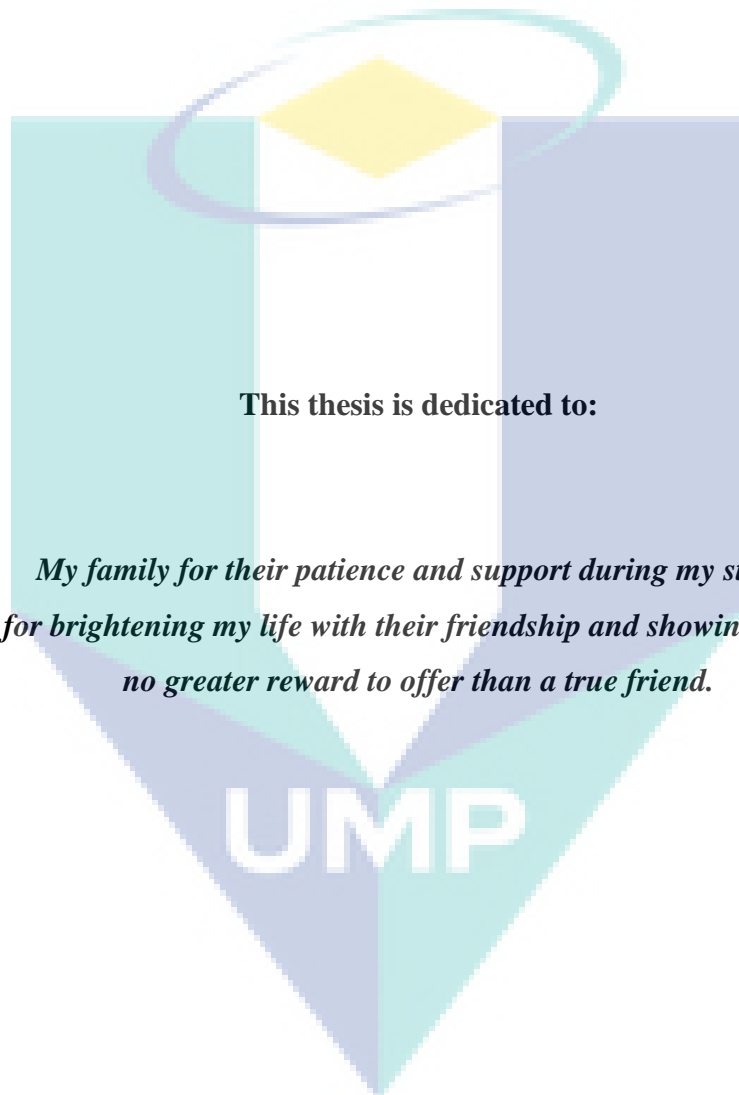 This thesis is dedicated to:
My family for their patience and support during my
for brightening my life with their friendship and
no greater reward to offer than a true friend.
UMP